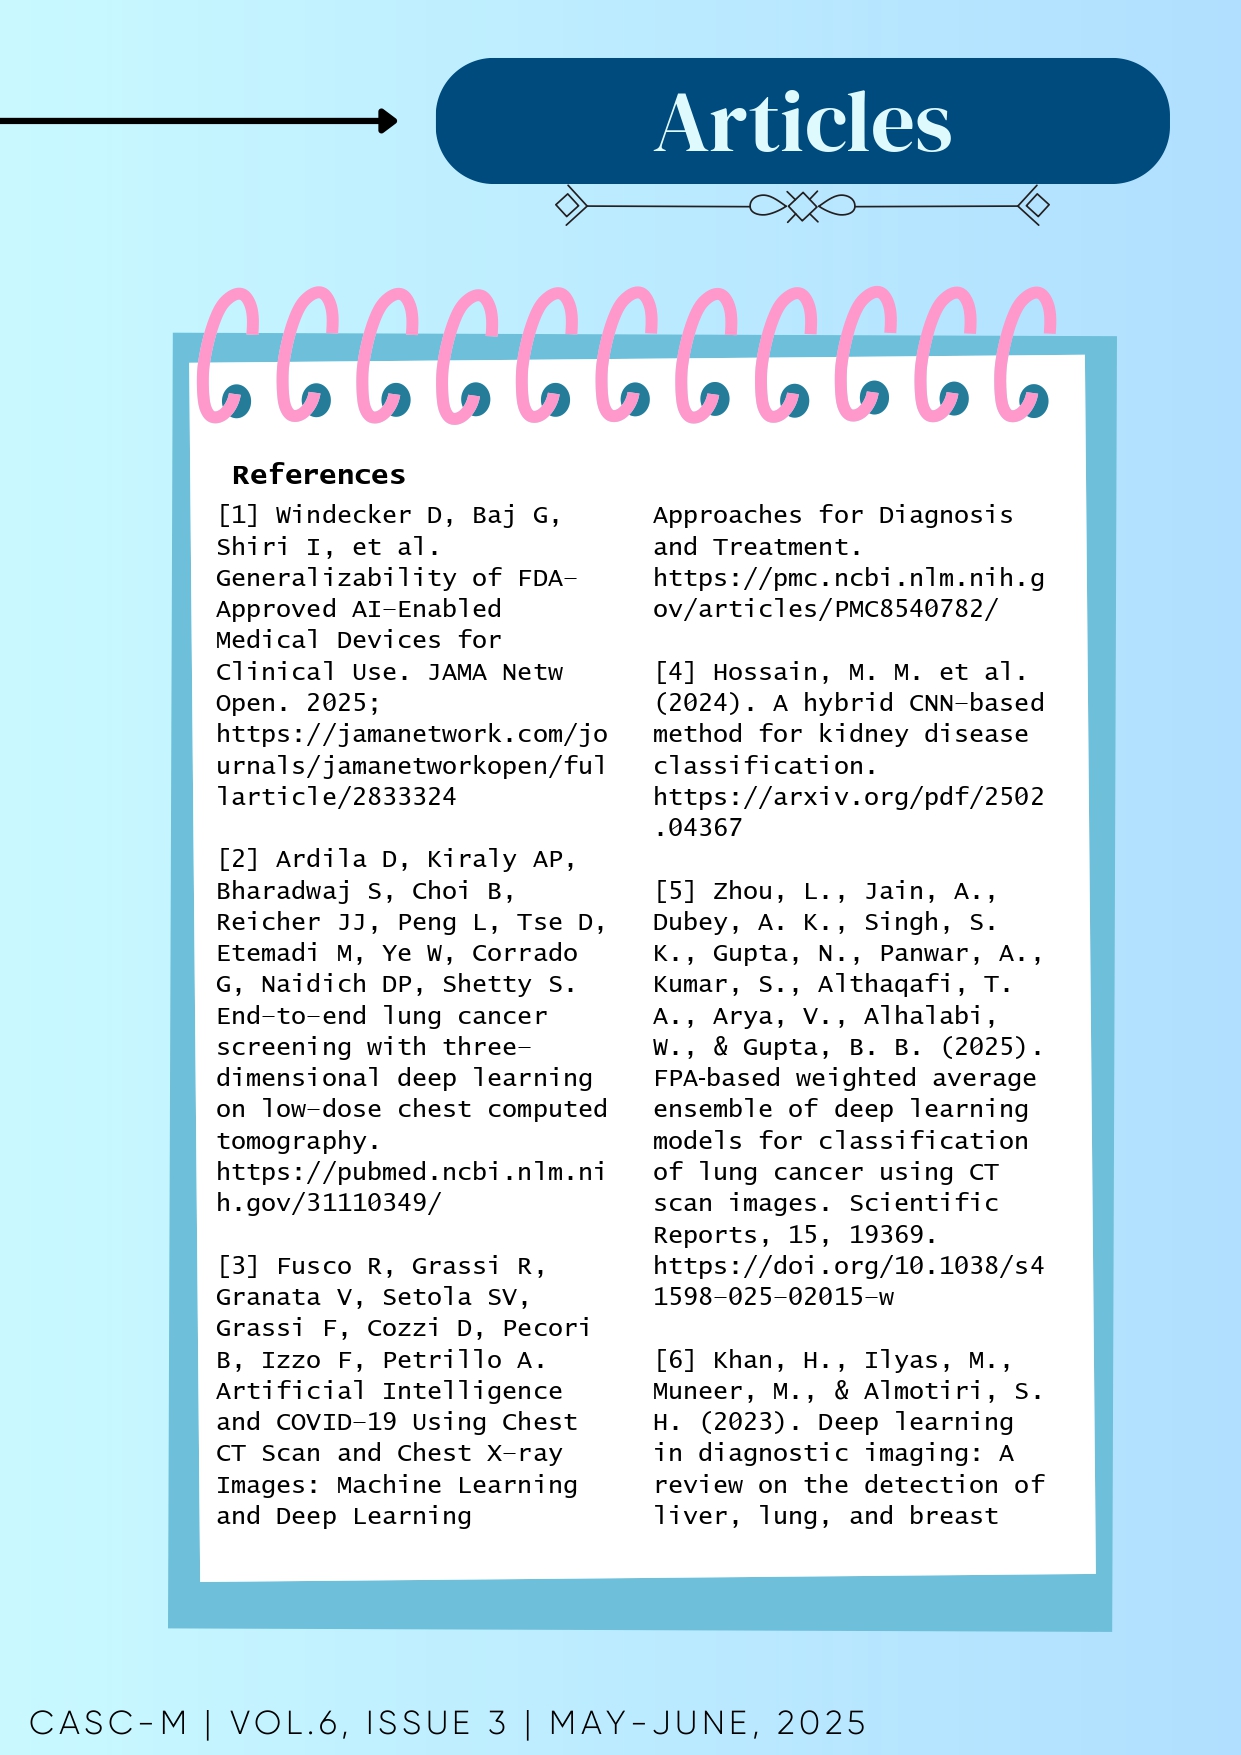 Articles
References
[1] Windecker D, Baj G,
Shiri I, et al.
Generalizability of FDA-
Approved AI-Enabled
Medical Devices for
Clinical Use. JAMA Netw
Open. 2025;
https://jamanetwork.com/jo
urnals/jamanetworkopen/ful
larticle/2833324
[2] Ardila D, Kiraly AP,
Bharadwaj S, Choi B,
Reicher JJ, Peng L, Tse D,
Etemadi M, Ye W, Corrado
G, Naidich DP, Shetty S.
End-to-end lung cancer
screening with three-
dimensional deep learning
on low-dose chest computed
tomography.
https://pubmed.ncbi.nlm.ni
h.gov/31110349/
[3] Fusco R, Grassi R,
Granata V, Setola SV,
Grassi F, Cozzi D, Pecori
B, Izzo F, Petrillo A.
Artificial Intelligence
and COVID-19 Using Chest
CT Scan and Chest X-ray
Images: Machine Learning
and Deep Learning
Approaches for Diagnosis
and Treatment.
https://pmc.ncbi.nlm.nih.g
ov/articles/PMC8540782/
[4] Hossain, M. M. et al.
(2024). A hybrid CNN-based
method for kidney disease
classification.
https://arxiv.org/pdf/2502
.04367
[5] Zhou, L., Jain, A.,
Dubey, A. K., Singh, S.
K., Gupta, N., Panwar, A.,
Kumar, S., Althaqafi, T.
A., Arya, V., Alhalabi,
W., & Gupta, B. B. (2025).
FPA-based weighted average
ensemble of deep learning
models for classification
of lung cancer using CT
scan images. Scientific
Reports, 15, 19369.
https://doi.org/10.1038/s4
1598-025-02015-w
[6] Khan, H., Ilyas, M.,
Muneer, M., & Almotiri, S.
H. (2023). Deep learning
in diagnostic imaging: A
review on the detection of
liver, lung, and breast
CASC-M | VOL.6, ISSUE 3 | MAY-JUNE, 2025